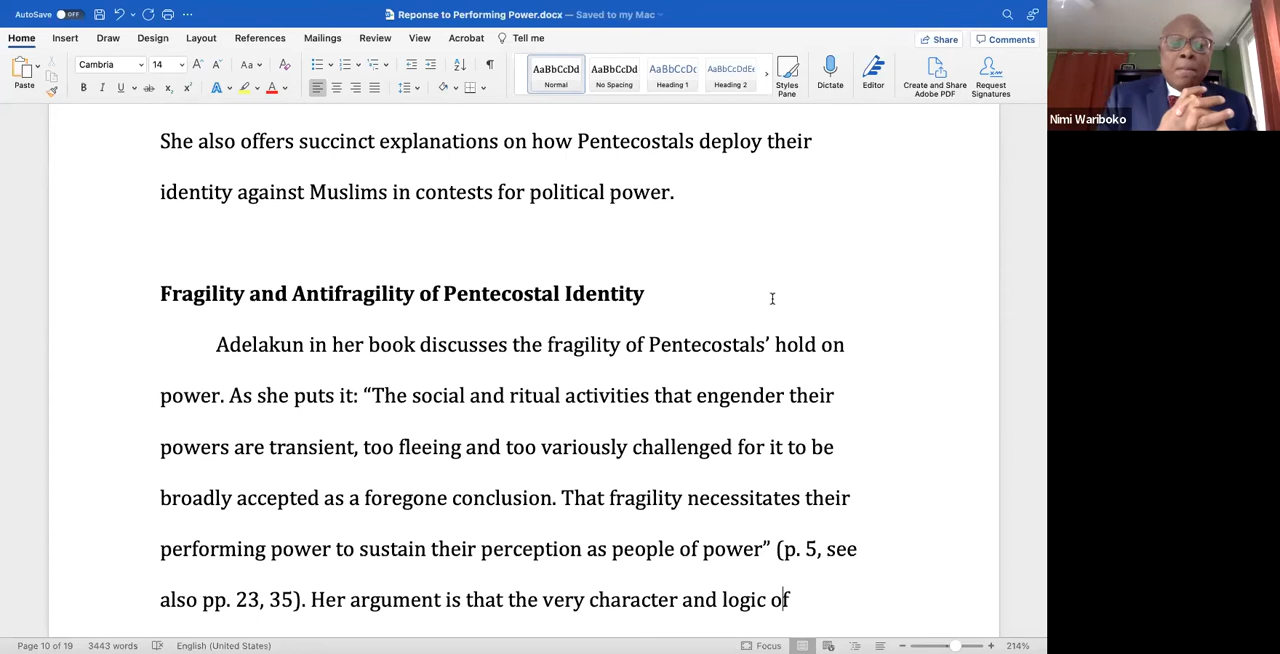 AutoSave OFF
Reponse to Performing Power.docx — Saved to my Mac
Home Insert Draw Design Layout References Mailings Review View Acrobat Tell me
Share Comments
Paste
Cambria 14
Aa
B I U ab x₂ x² A A
AaBbCcDd AaBbCcDd AaBbCcDc AaBbCcDdEe
Normal No Spacing Heading 1 Heading 2
Styles Pane
Dictate
Editor
Create and Share Adobe PDF
Request Signatures
Nimi Wariboko
She also offers succinct explanations on how Pentecostals deploy their
identity against Muslims in contests for political power.
Fragility and Antifragility of Pentecostal Identity
Adelakun in her book discusses the fragility of Pentecostals’ hold on
power. As she puts it: “The social and ritual activities that engender their
powers are transient, too fleeing and too variously challenged for it to be
broadly accepted as a foregone conclusion. That fragility necessitates their
performing power to sustain their perception as people of power” (p. 5, see
also pp. 23, 35). Her argument is that the very character and logic of
Page 10 of 19 3443 words English (United States) Focus 214%